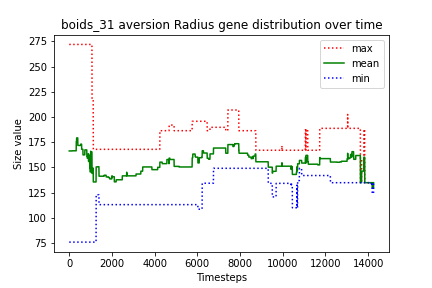 boids_31 aversion Radius gene distribution over time
275
250
225
200
175
150
125
100
75
Size value
max
mean
min
0 2000 4000 6000 8000 10000 12000 14000
Timesteps